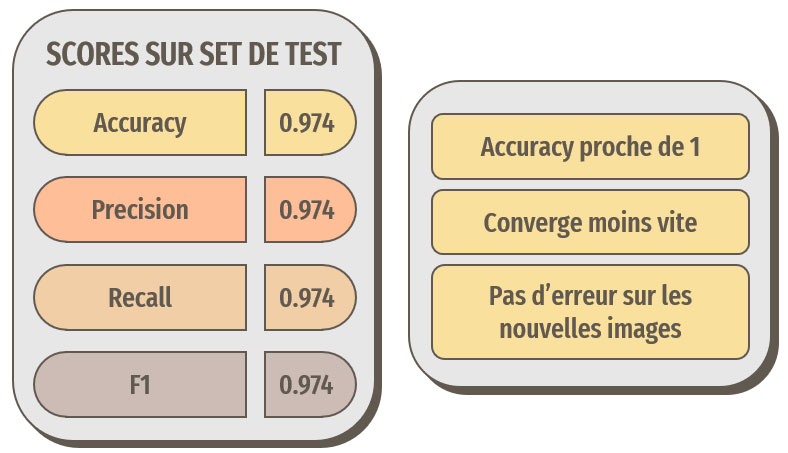 SCORES SUR SET DE TEST
Accuracy 0.974
Precision 0.974
Recall 0.974
F1 0.974
Accuracy proche de 1
Converge moins vite
Pas d’erreur sur les
nouvelles images